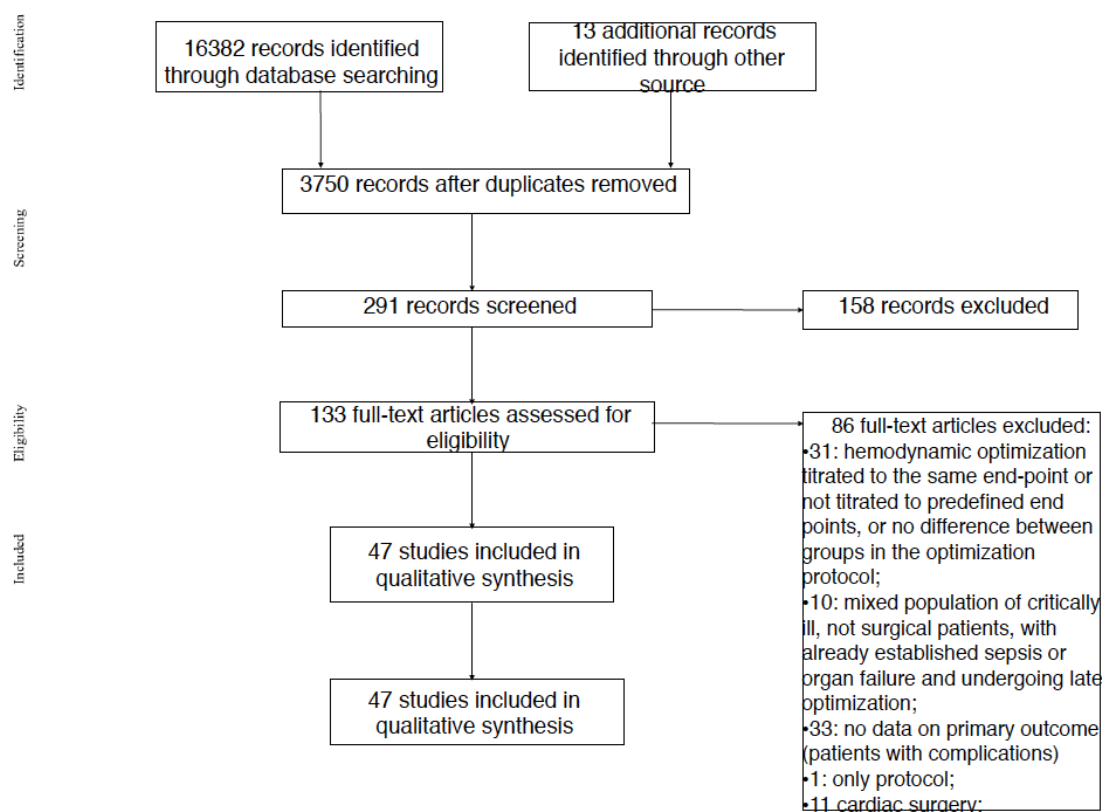 Identification
16382 records identified
through database searching
13 additional records
identified through other
source
3750 records after duplicates removed
Screening
291 records screened
158 records excluded
Eligibility
133 full-text articles assessed for
eligibility
86 full-text articles excluded:
•31: hemodynamic optimization
titrated to the same end-point or
not titrated to predefined end
points, or no difference between
groups in the optimization
protocol;
•10: mixed population of critically
ill, not surgical patients, with
already established sepsis or
organ failure and undergoing late
optimization;
•33: no data on primary outcome
(patients with complications)
•1: only protocol;
•11 cardiac surgery;
Included
47 studies included in
qualitative synthesis
47 studies included in
qualitative synthesis